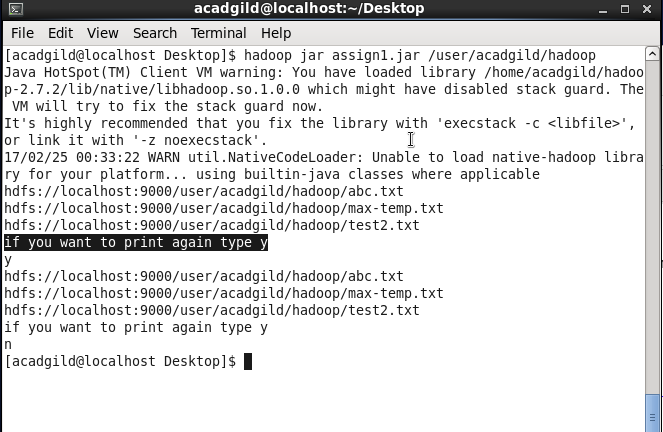 acadgild@localhost:~/Desktop
File Edit View Search Terminal Help
[acadgild@localhost Desktop]$ hadoop jar assign1.jar /user/acadgild/hadoop
Java HotSpot(TM) Client VM warning: You have loaded library /home/acadgild/hadoo
p-2.7.2/lib/native/libhadoop.so.1.0.0 which might have disabled stack guard. The
 VM will try to fix the stack guard now.
It's highly recommended that you fix the library with 'execstack -c <libfile>',
or link it with '-z noexecstack'.
17/02/25 00:33:22 WARN util.NativeCodeLoader: Unable to load native-hadoop libra
ry for your platform... using builtin-java classes where applicable
hdfs://localhost:9000/user/acadgild/hadoop/abc.txt
hdfs://localhost:9000/user/acadgild/hadoop/max-temp.txt
hdfs://localhost:9000/user/acadgild/hadoop/test2.txt
if you want to print again type y
y
hdfs://localhost:9000/user/acadgild/hadoop/abc.txt
hdfs://localhost:9000/user/acadgild/hadoop/max-temp.txt
hdfs://localhost:9000/user/acadgild/hadoop/test2.txt
if you want to print again type y
n
[acadgild@localhost Desktop]$